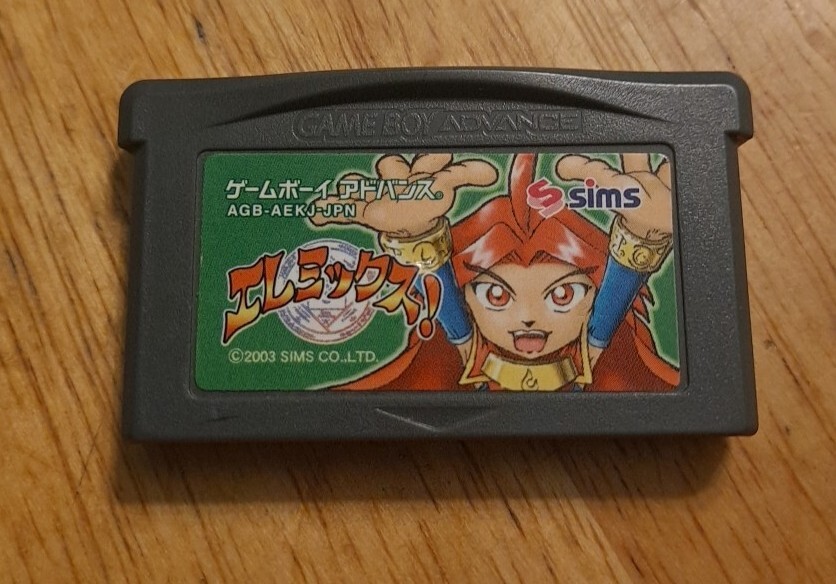 GAME BOY ADVANCE
ゲームボーイアドバンス®
AGB-AEKJ-JPN
sims
エレミックス!
©2003 SIMS CO.,LTD.